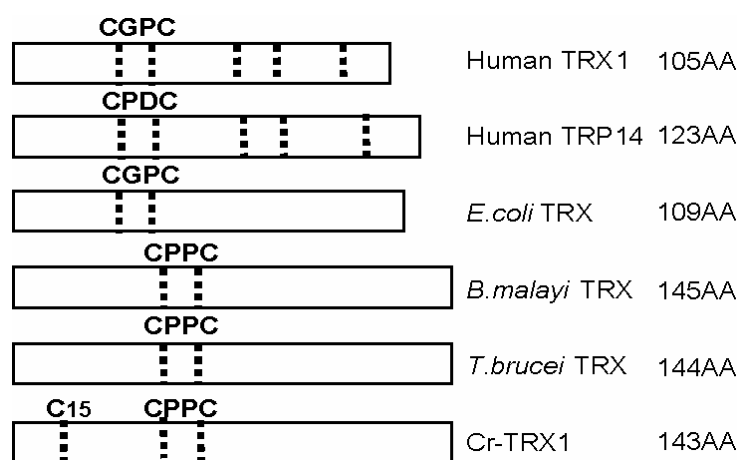 CGPC
Human TRX1 105AA
CPDC
Human TRP14 123AA
CGPC
E.coli TRX 109AA
CPPC
B.malayi TRX 145AA
CPPC
T.brucei TRX 144AA
C15 CPPC
Cr-TRX1 143AA